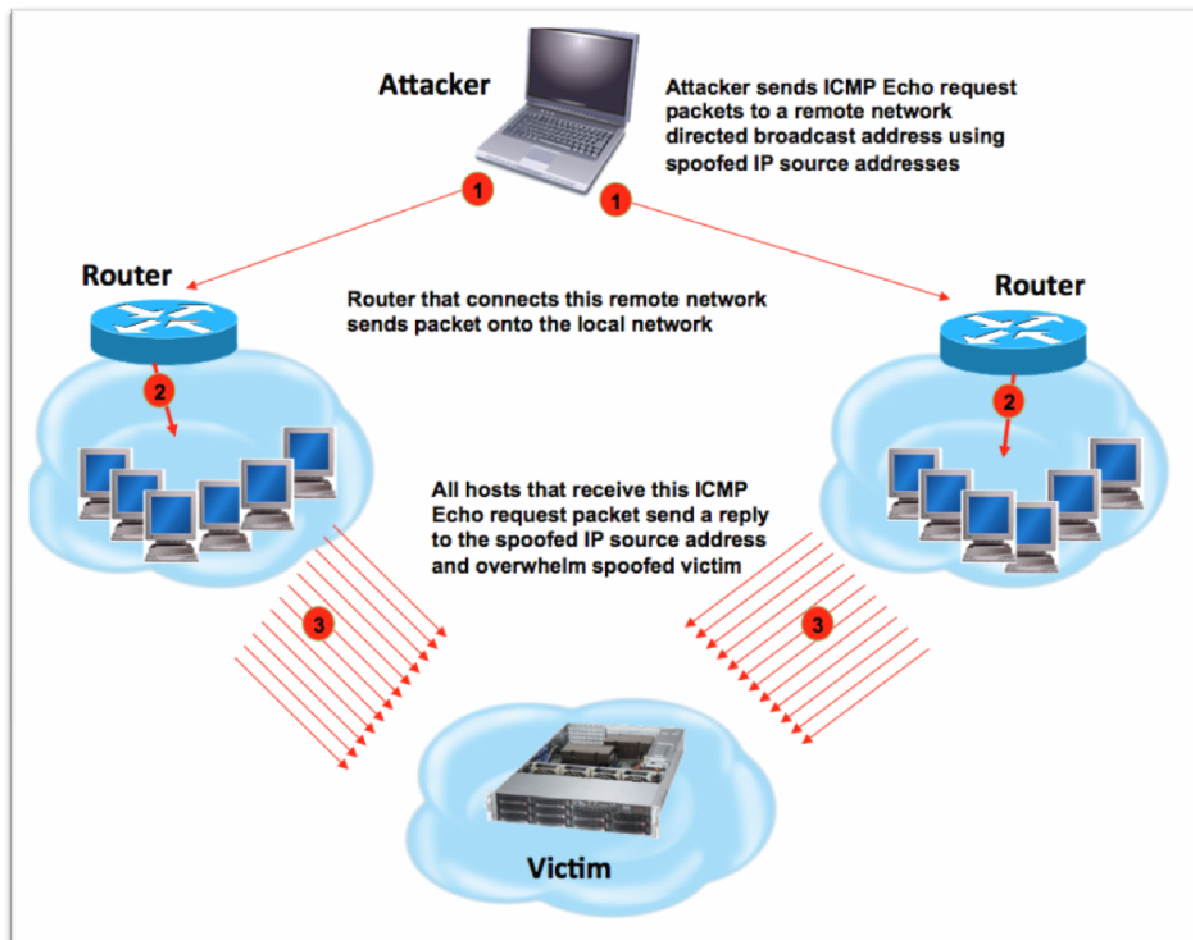 Attacker
Attacker sends ICMP Echo request
packets to a remote network
directed broadcast address using
spoofed IP source addresses
1
1
Router
Router
Router that connects this remote network
sends packet onto the local network
2
2
All hosts that receive this ICMP
Echo request packet send a reply
to the spoofed IP source address
and overwhelm spoofed victim
3
3
Victim